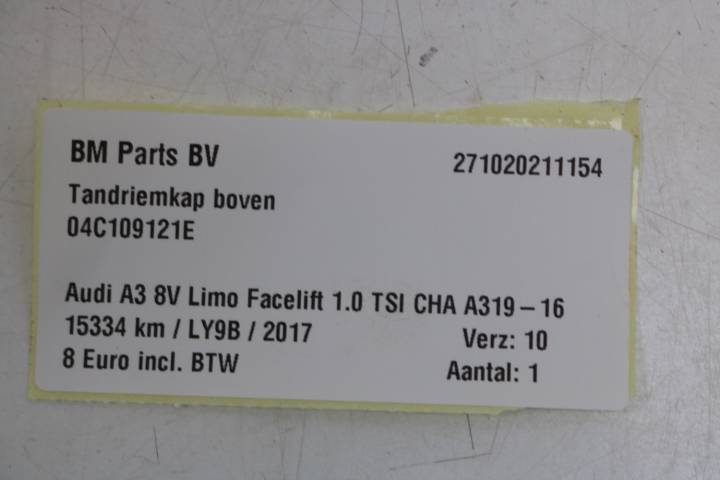 BM Parts BV 271020211154
Tandriemkap boven
04C109121E
Audi A3 8V Limo Facelift 1.0 TSI CHA A319-16
15334 km / LY9B / 2017 Verz: 10
8 Euro incl. BTW Aantal: 1